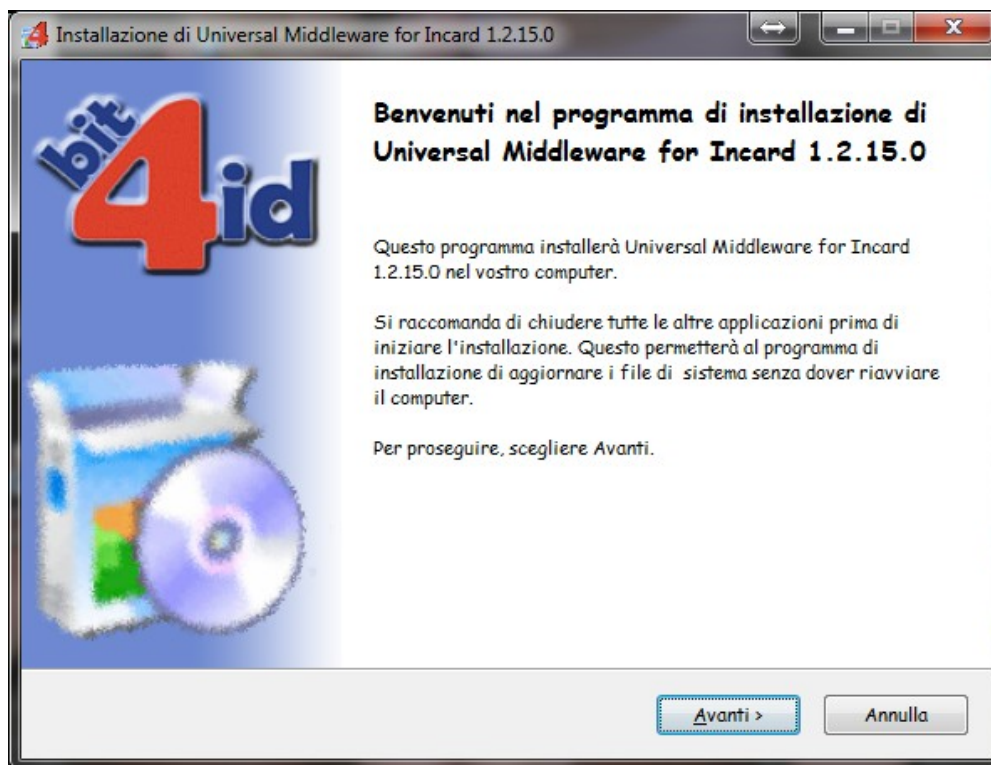 Installazione di Universal Middleware for Incard 1.2.15.0
bit
4
id
Benvenuti nel programma di installazione di
Universal Middleware for Incard 1.2.15.0
Questo programma installerà Universal Middleware for Incard
1.2.15.0 nel vostro computer.
Si raccomanda di chiudere tutte le altre applicazioni prima di
iniziare l'installazione. Questo permetterà al programma di
installazione di aggiornare i file di sistema senza dover riavviare
il computer.
Per proseguire, scegliere Avanti.
Avanti >
Annulla